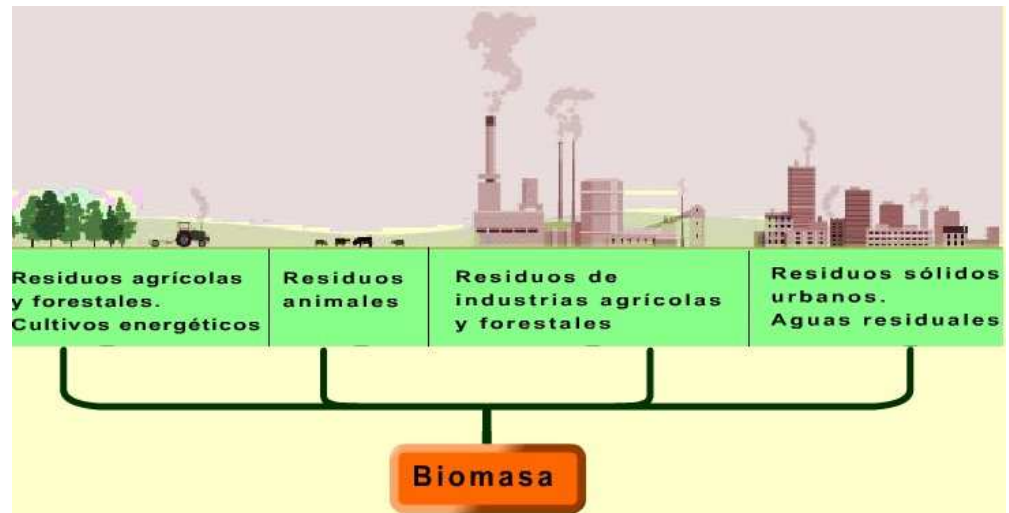 Residuos agrícolas
y forestales.
Cultivos energéticos
Residuos
animales
Residuos de
industrias agrícolas
y forestales
Residuos sólidos
urbanos.
Aguas residuales
Biomasa